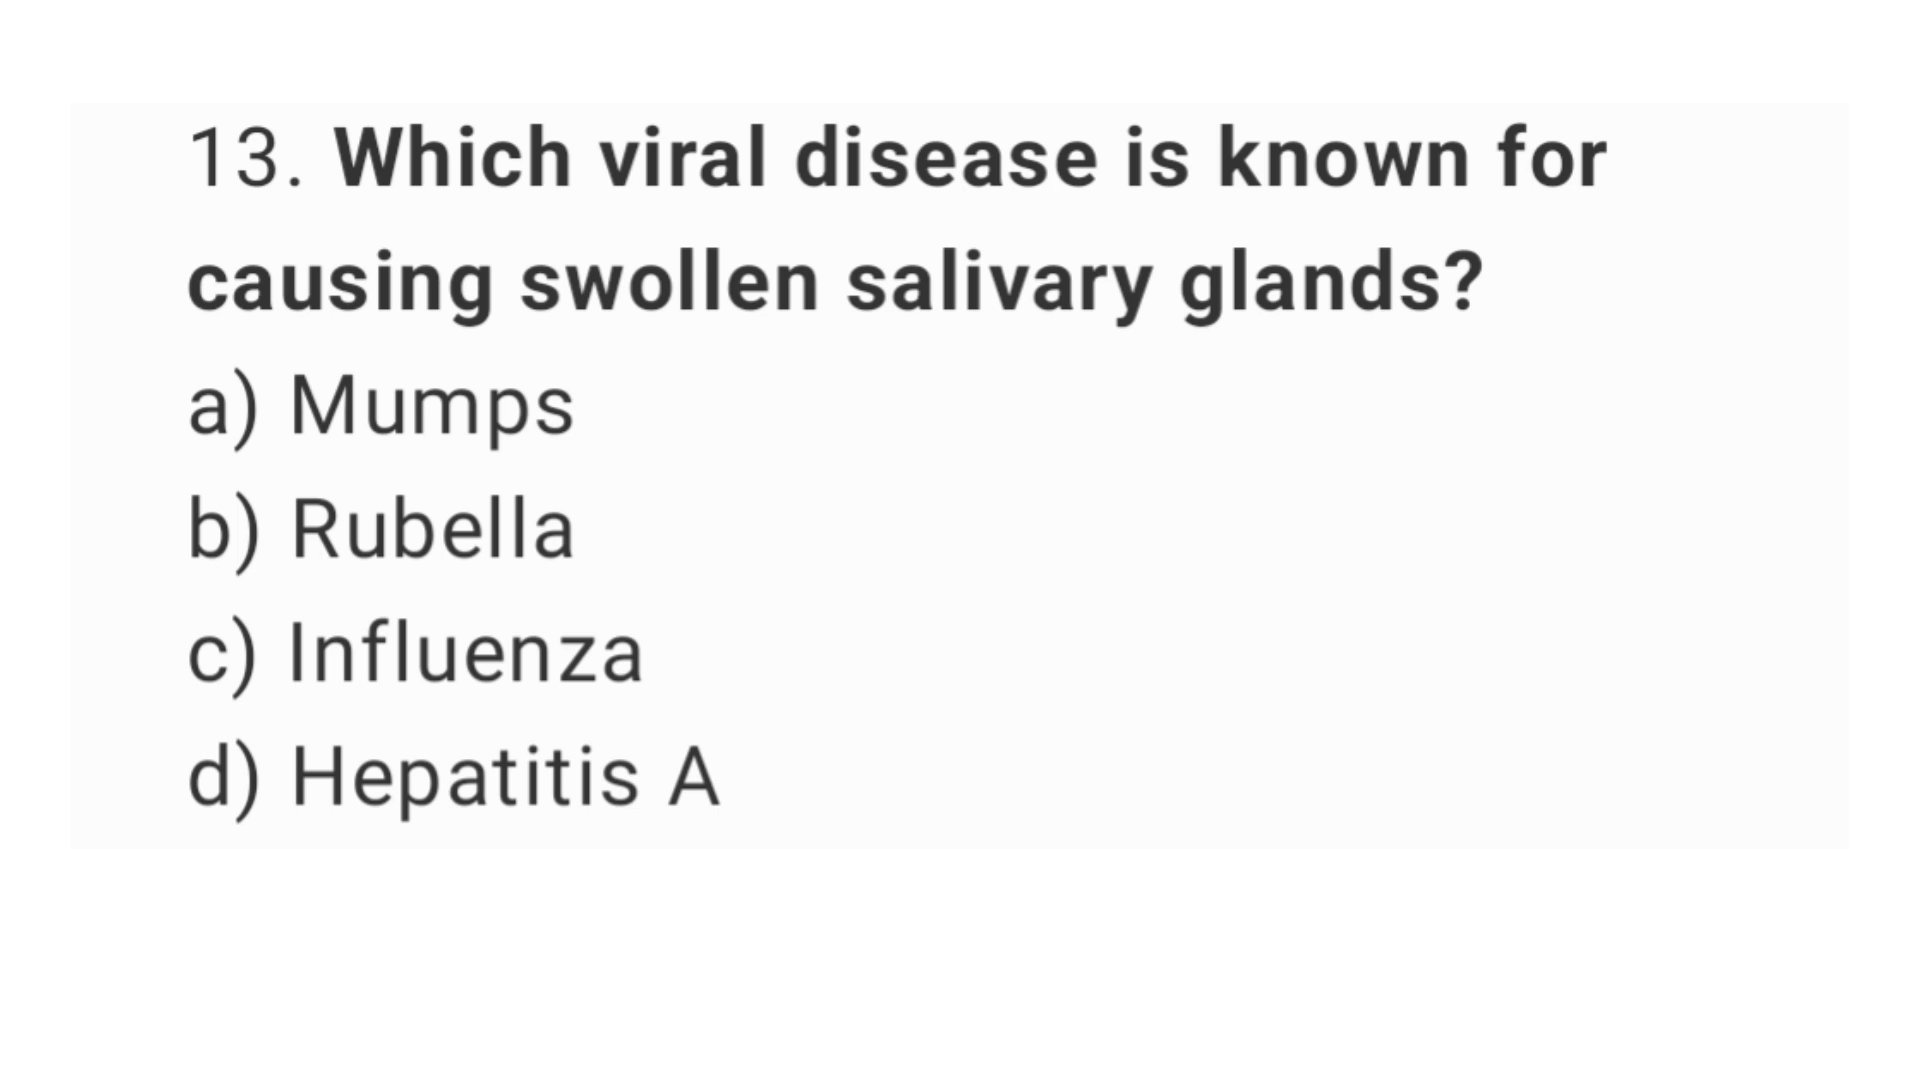 13. Which viral disease is known for
causing swollen salivary glands?
a) Mumps
b) Rubella
c) Influenza
d) Hepatitis A